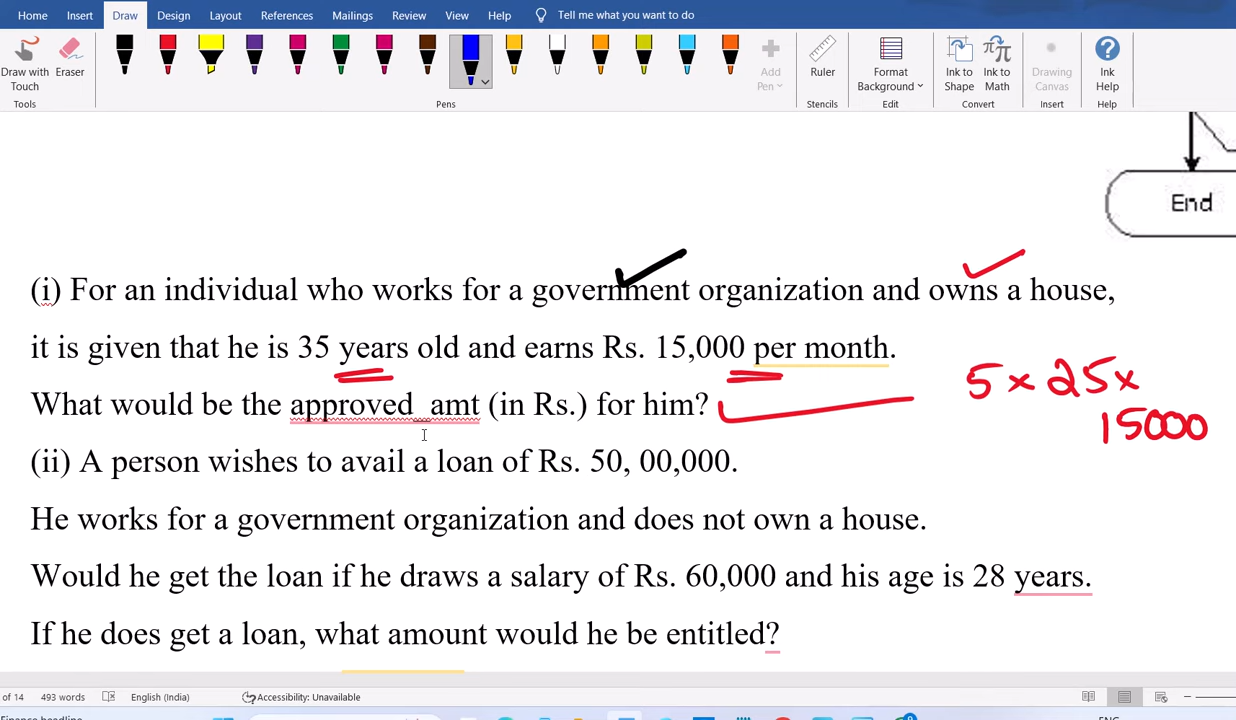 Home Insert Draw Design Layout References Mailings Review View Help Tell me what you want to do
Draw with Touch
Eraser
Add Pen
Ruler
Format Background
Ink to Shape
Ink to Math
Drawing Canvas
Ink Help
Tools Pens Stencils Edit Convert Insert Help
End
(i) For an individual who works for a government organization and owns a house,
it is given that he is 35 years old and earns Rs. 15,000 per month.
5 x 25 x
What would be the approved amt (in Rs.) for him?
15000
(ii) A person wishes to avail a loan of Rs. 50, 00,000.
He works for a government organization and does not own a house.
Would he get the loan if he draws a salary of Rs. 60,000 and his age is 28 years.
If he does get a loan, what amount would he be entitled?
of 14 493 words English (India) Accessibility: Unavailable
Finance headline